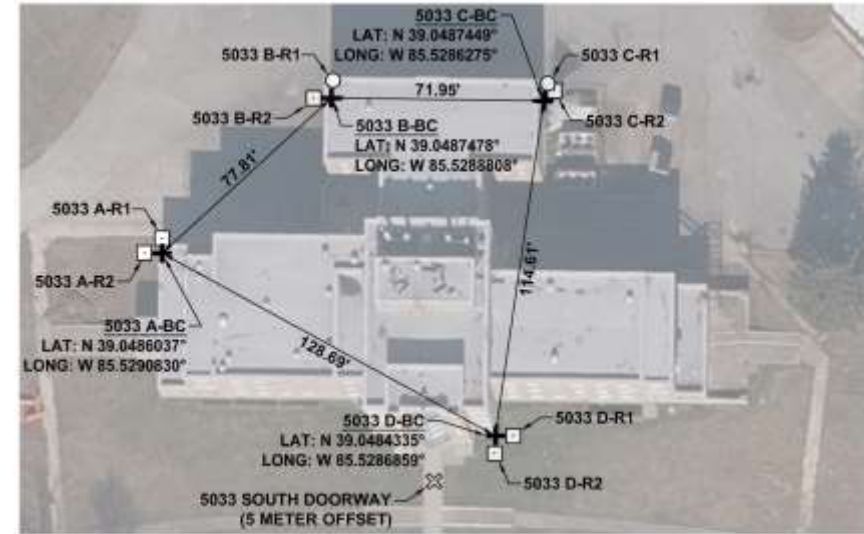 5033 C-BC
LAT: N 39.0487449°
LONG: W 85.5286275°
5033 B-R1
5033 C-R1
71.95'
5033 B-R2
5033 C-R2
5033 B-BC
LAT: N 39.0487478°
LONG: W 85.5288808°
77.81'
5033 A-R1
5033 A-R2
114.61'
5033 A-BC
LAT: N 39.0486037°
LONG: W 85.5290830°
128.69'
5033 D-BC
LAT: N 39.0484335°
LONG: W 85.5286859°
5033 D-R1
5033 D-R2
5033 SOUTH DOORWAY
(5 METER OFFSET)